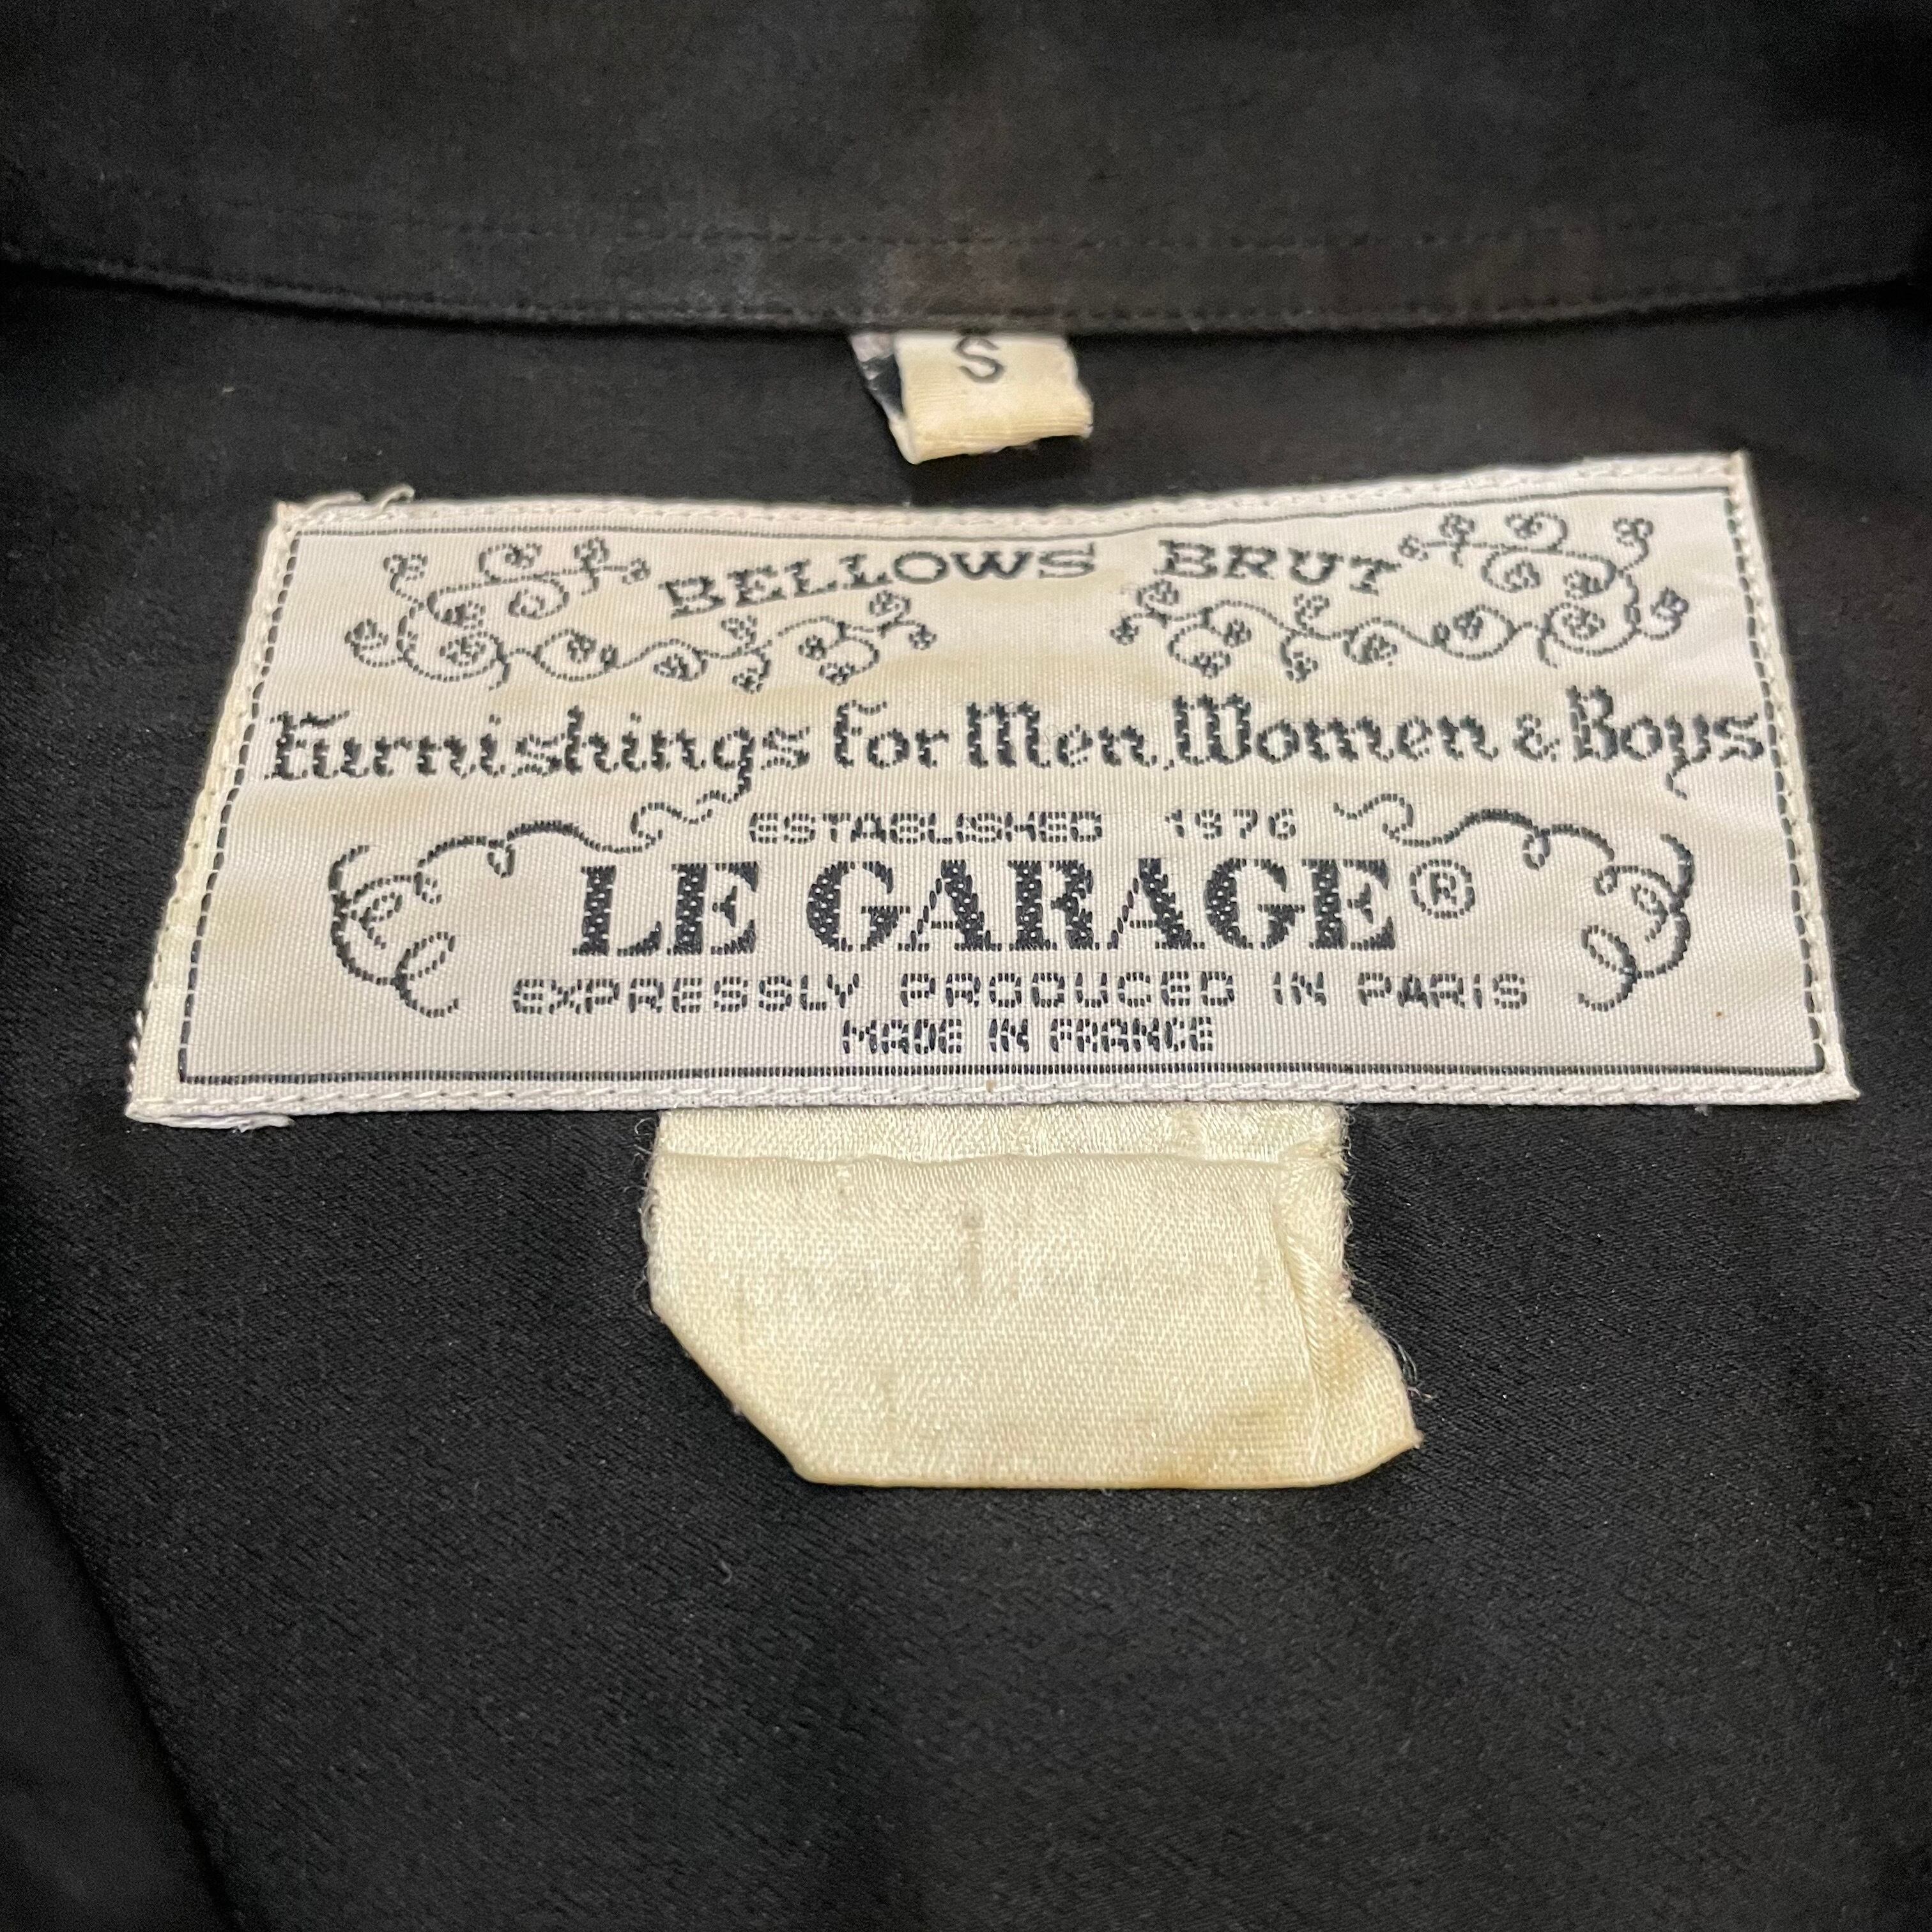 S
BELLOWS BRUT
Furnishings For Men, Women & Boys
ESTABLISHED 1976
LE GARAGE®
EXPRESSLY PRODUCED IN PARIS
MADE IN FRANCE